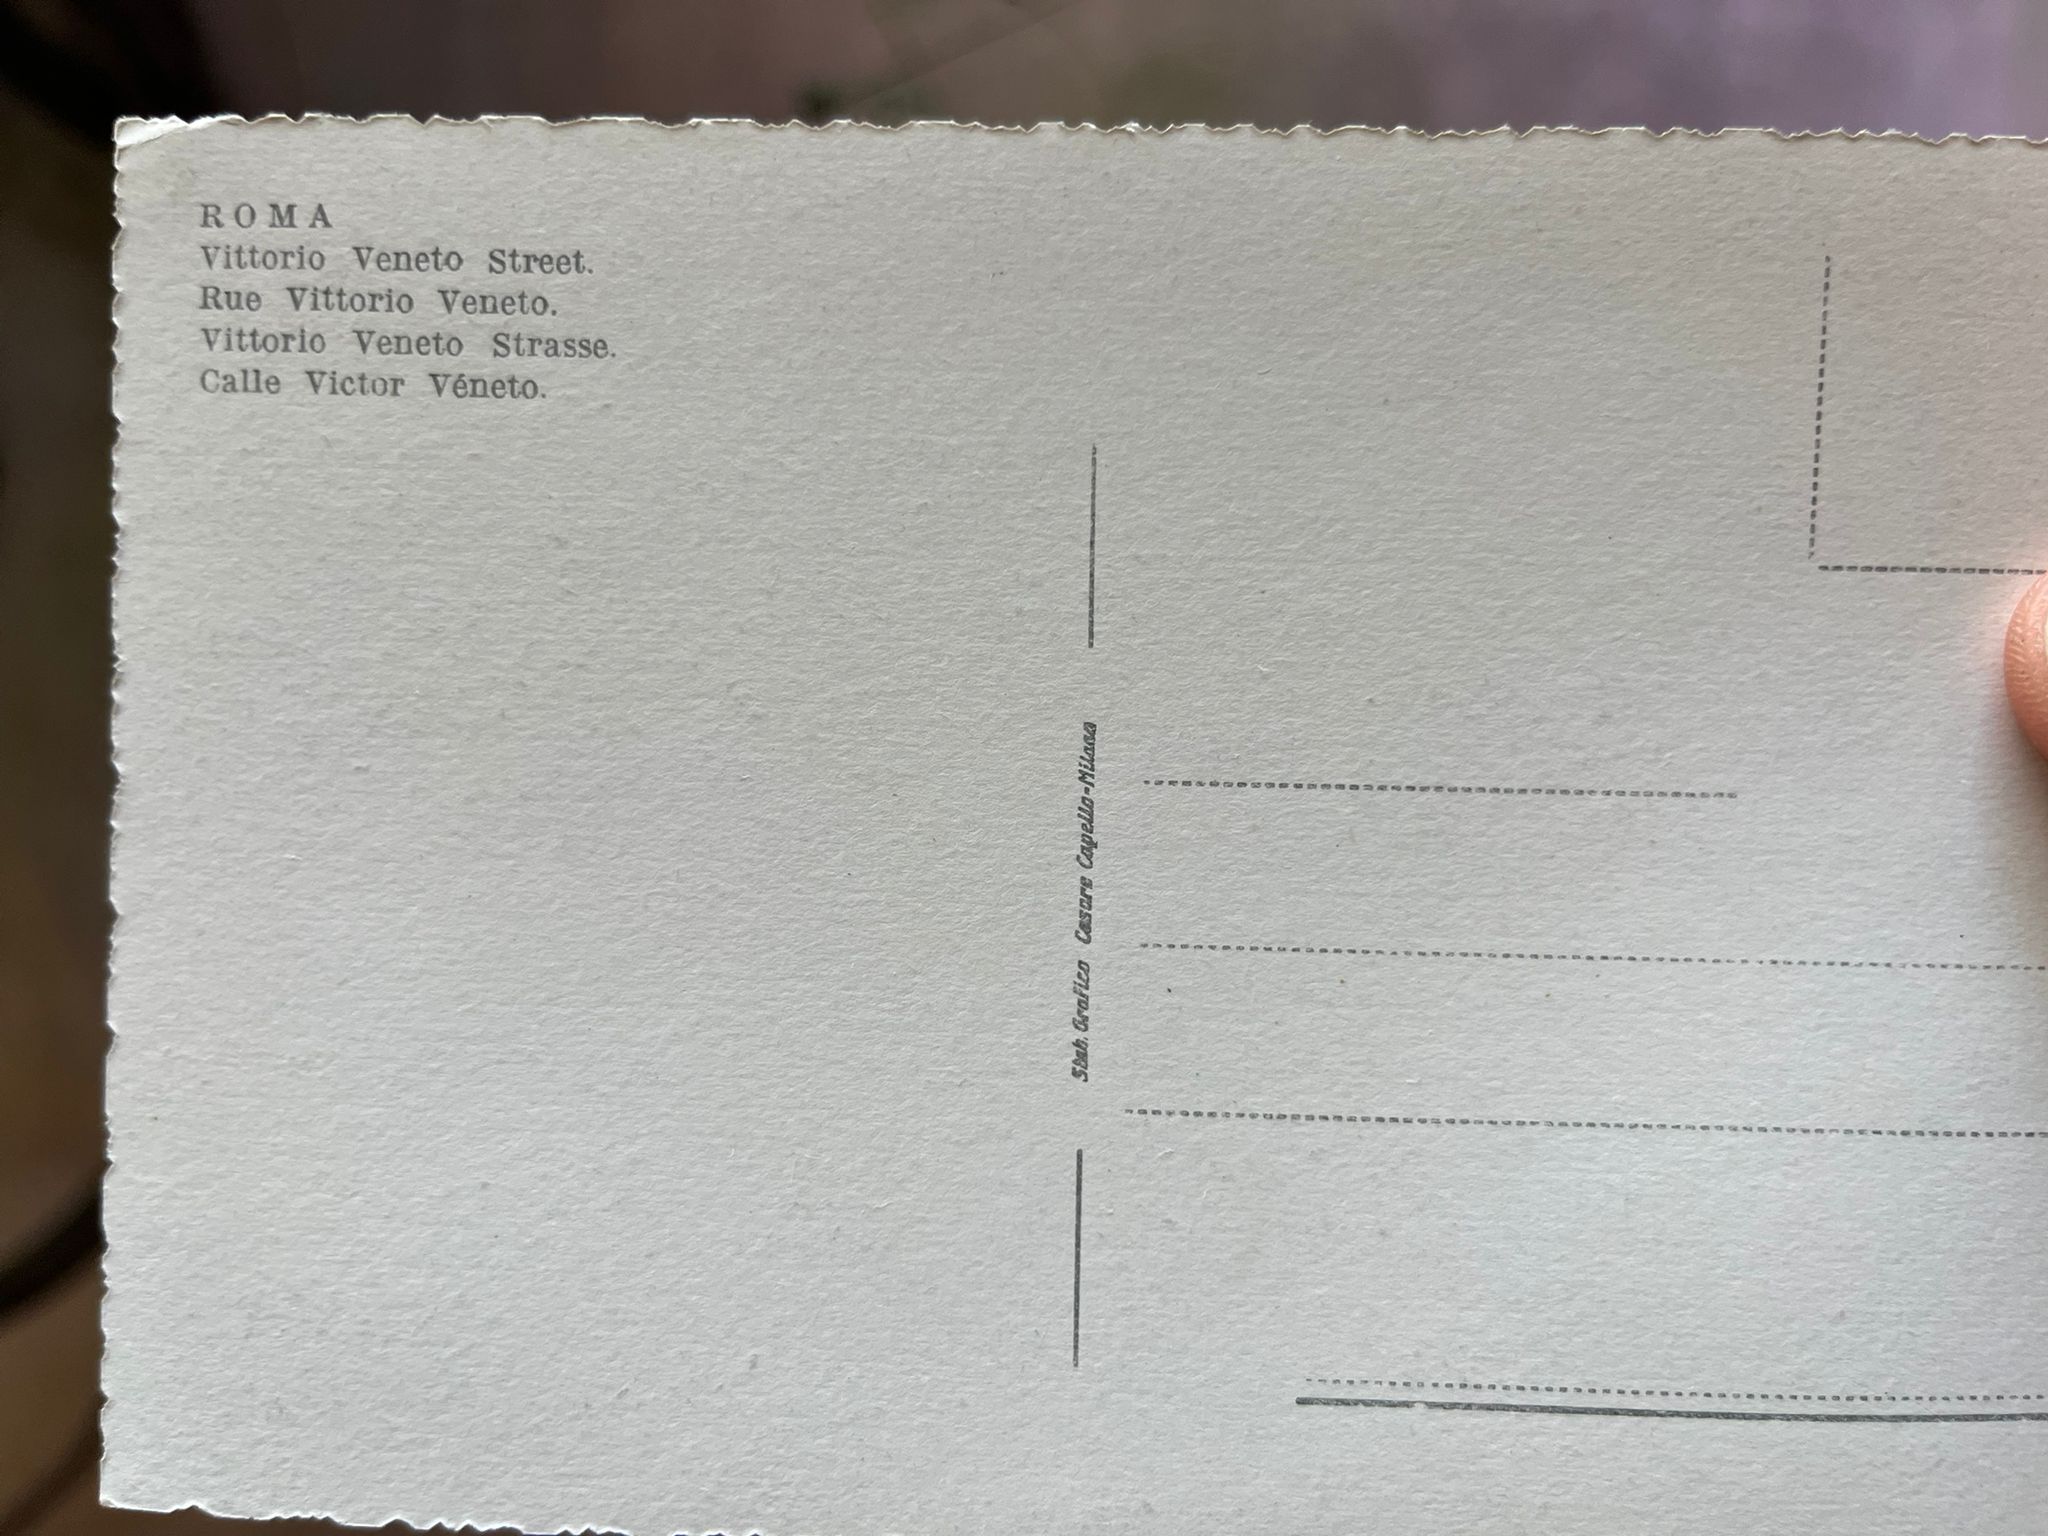 ROMA
Vittorio Veneto Street.
Rue Vittorio Veneto.
Vittorio Veneto Strasse.
Calle Victor Véneto.
Stab. Grafico Cesare Capello-Milano